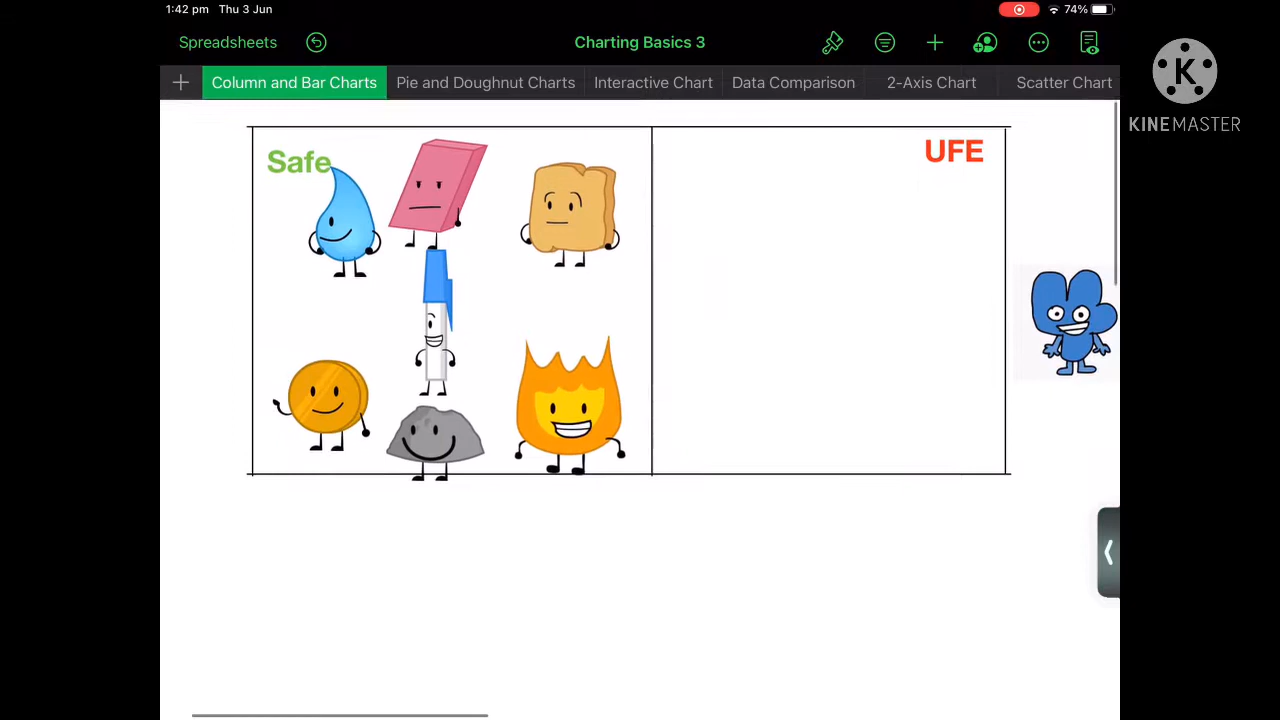 1:42 pm Thu 3 Jun
74%
Spreadsheets
Charting Basics 3
Column and Bar Charts
Pie and Doughnut Charts
Interactive Chart
Data Comparison
2-Axis Chart
Scatter Chart
K
KINEMASTER
Safe
UFE